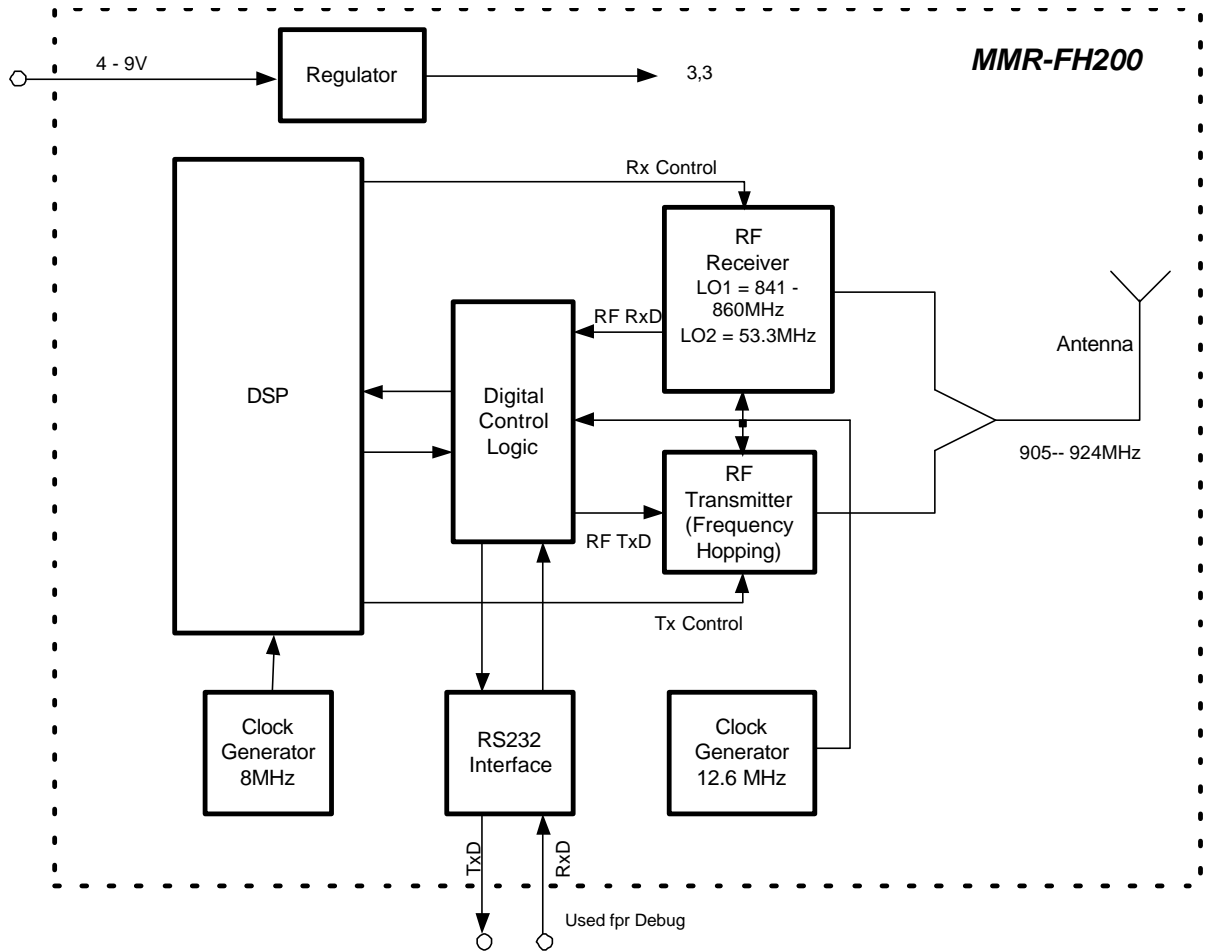 4 - 9V
Regulator
3,3
MMR-FH200
Rx Control
RF
Receiver
LO1 = 841 -
860MHz
LO2 = 53.3MHz
RF RxD
Antenna
DSP
Digital
Control
Logic
905-- 924MHz
RF
Transmitter
(Frequency
Hopping)
RF TxD
Tx Control
Clock
Generator
8MHz
RS232
Interface
Clock
Generator
12.6 MHz
TxD
RxD
Used fpr Debug